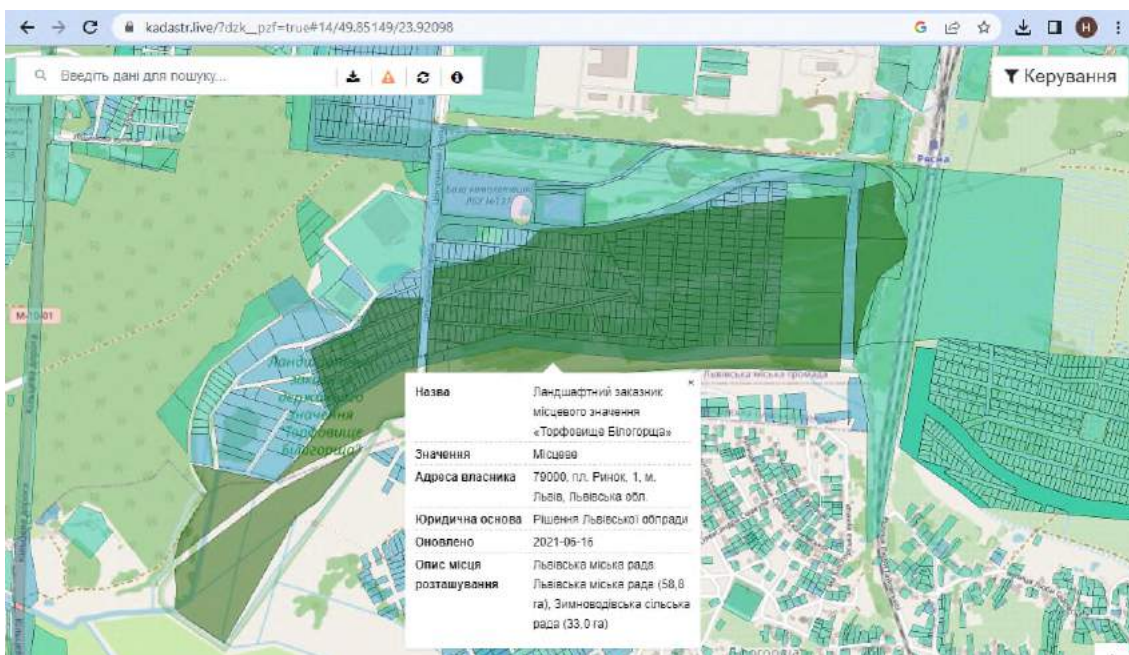 kadastr.live/?dzk__pzf=true#14/49.85149/23.92098
Введіть дані для пошуку...
Керування
Рясна
М-10-01
Ландшафтний
заказник
державного
значення
"Торфовище
Білогорща"
Львівська міська громада
Назва Ландшафтний заказник
місцевого значення
«Торфовище Білогорща»
Значення Місцеве
Адреса власника 79000, пл. Ринок, 1, м.
Львів, Львівська обл.
Юридична основа Рішення Львівської облради
Оновлено 2021-06-16
Опис місця Львівська міська рада
розташування Львівська міська рада (58,8
га), Зимноводівська сільська
рада (33,0 га)